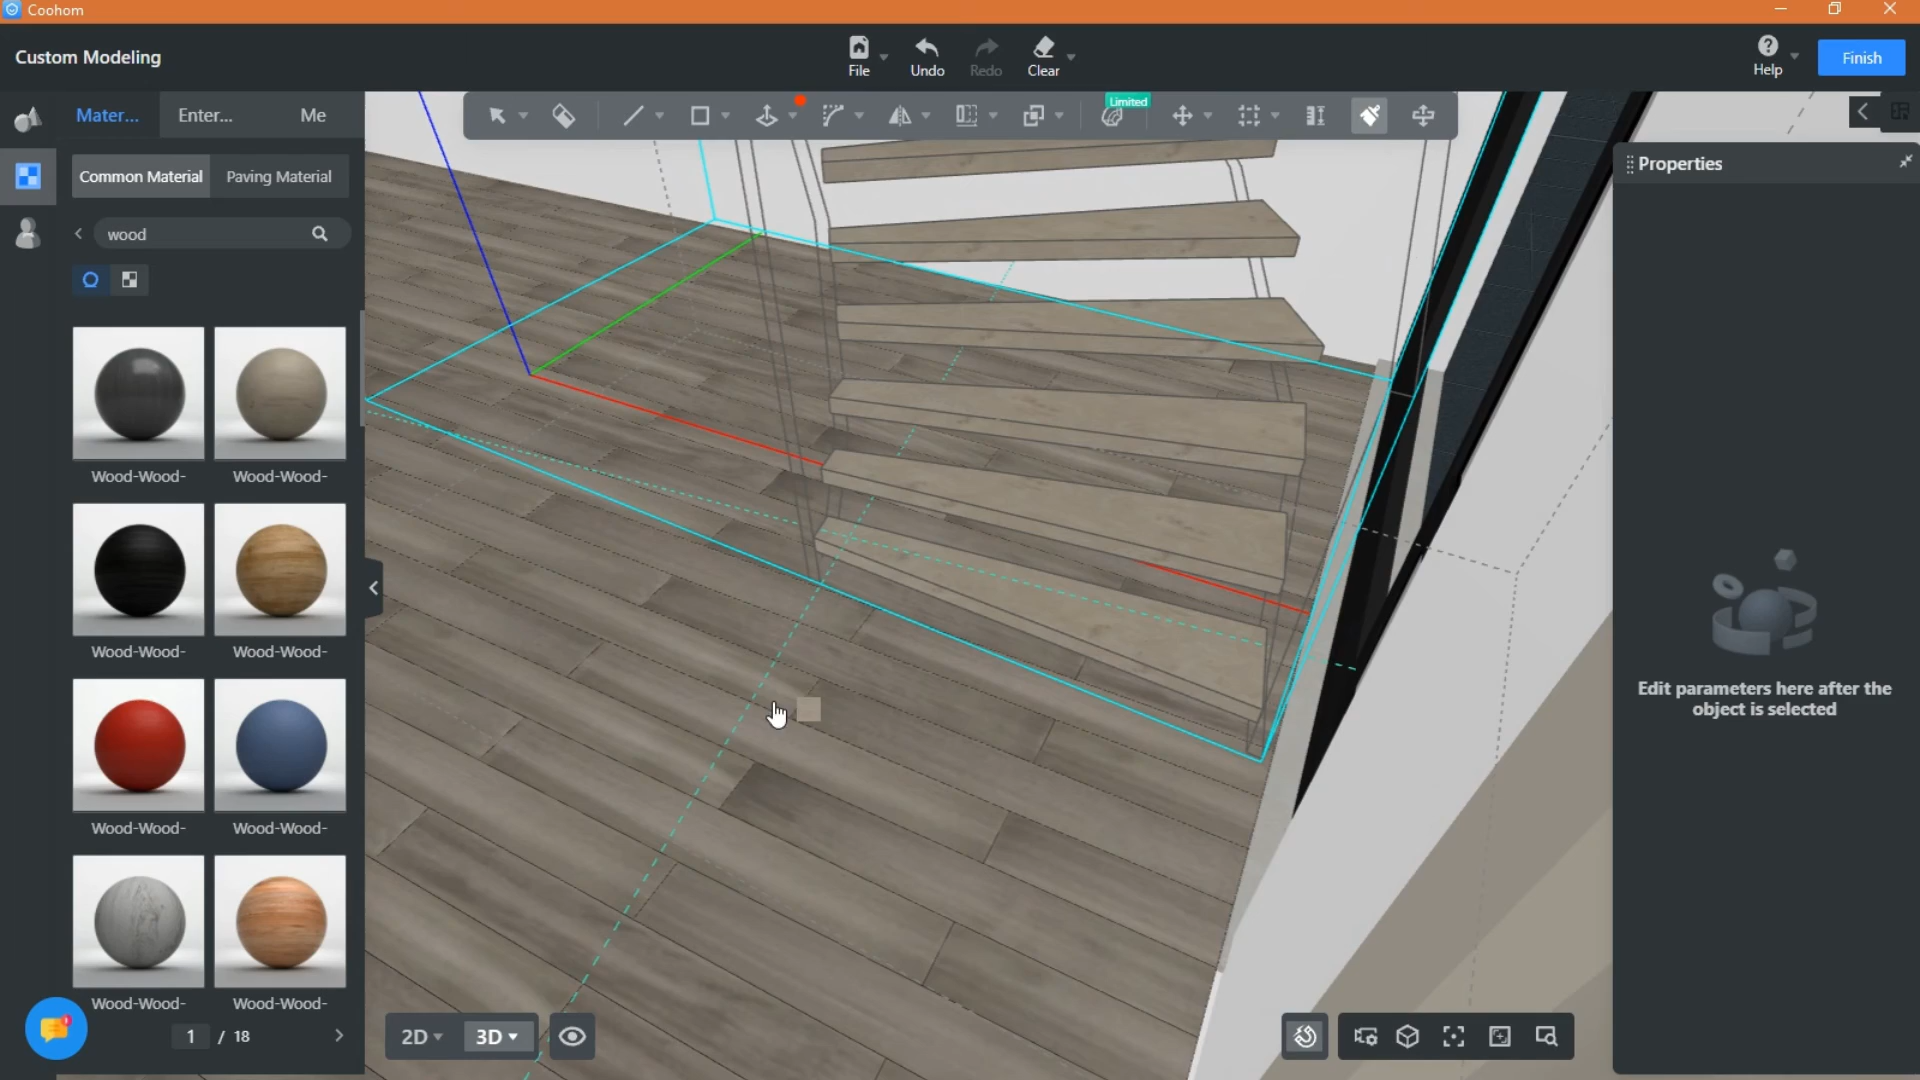 Coohom
Custom Modeling
File
Undo
Redo
Clear
Help
Finish
Mater...
Enter...
Me
Limited
Common Material
Paving Material
wood
Properties
Wood-Wood-
Wood-Wood-
Wood-Wood-
Wood-Wood-
Wood-Wood-
Wood-Wood-
Wood-Wood-
Wood-Wood-
Edit parameters here after the
object is selected
1 / 18
2D
3D